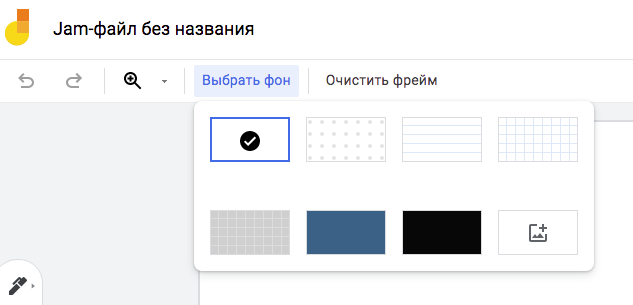 Jam-файл без названия
Выбрать фон
Очистить фрейм